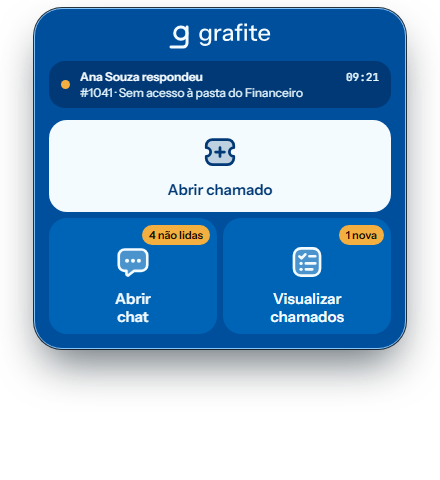 grafite
Ana Souza respondeu 09:21
#1041 · Sem acesso à pasta do Financeiro
Abrir chamado
4 não lidas
1 nova
Abrir
chat
Visualizar
chamados